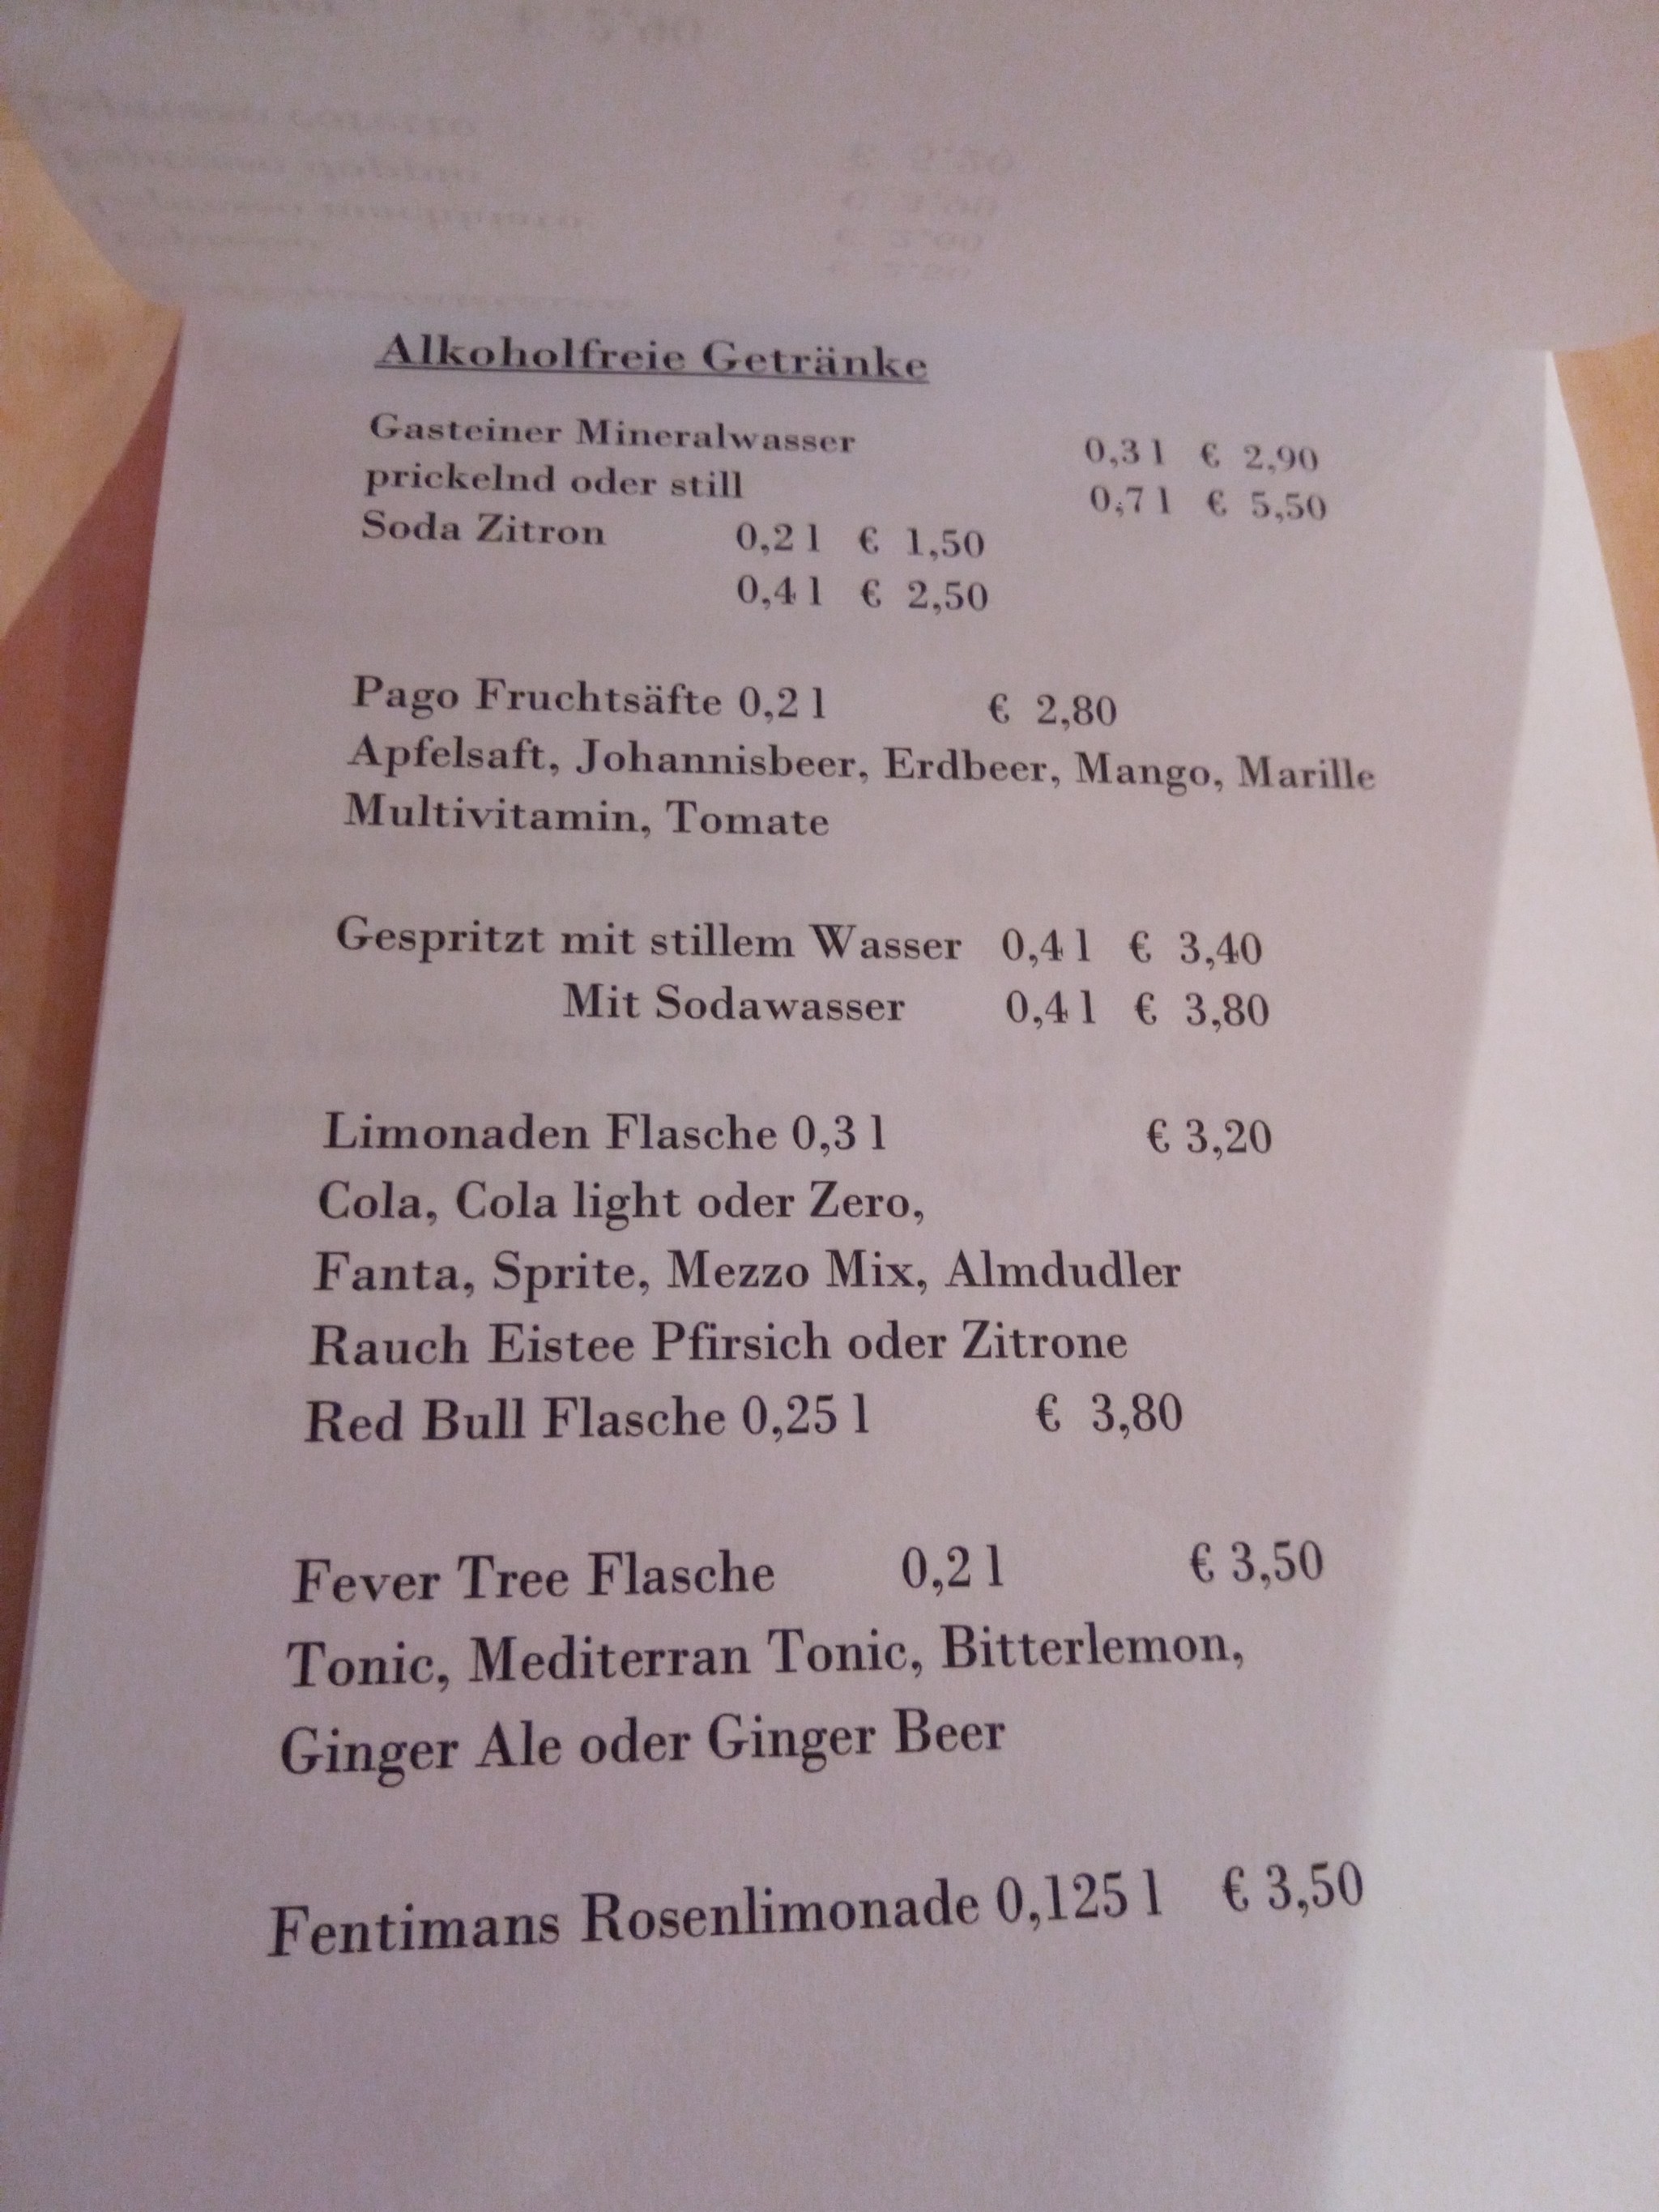 Alkoholfreie Getränke
Gasteiner Mineralwasser 0,3 l € 2,90
prickelnd oder still 0,7 l € 5,50
Soda Zitron 0,2 l € 1,50
0,4 l € 2,50
Pago Fruchtsäfte 0,2 l € 2,80
Apfelsaft, Johannisbeer, Erdbeer, Mango, Marille
Multivitamin, Tomate
Gespritzt mit stillem Wasser 0,4 l € 3,40
Mit Sodawasser 0,4 l € 3,80
Limonaden Flasche 0,3 l € 3,20
Cola, Cola light oder Zero,
Fanta, Sprite, Mezzo Mix, Almdudler
Rauch Eistee Pfirsich oder Zitrone
Red Bull Flasche 0,25 l € 3,80
Fever Tree Flasche 0,2 l € 3,50
Tonic, Mediterran Tonic, Bitterlemon,
Ginger Ale oder Ginger Beer
Fentimans Rosenlimonade 0,125 l € 3,50